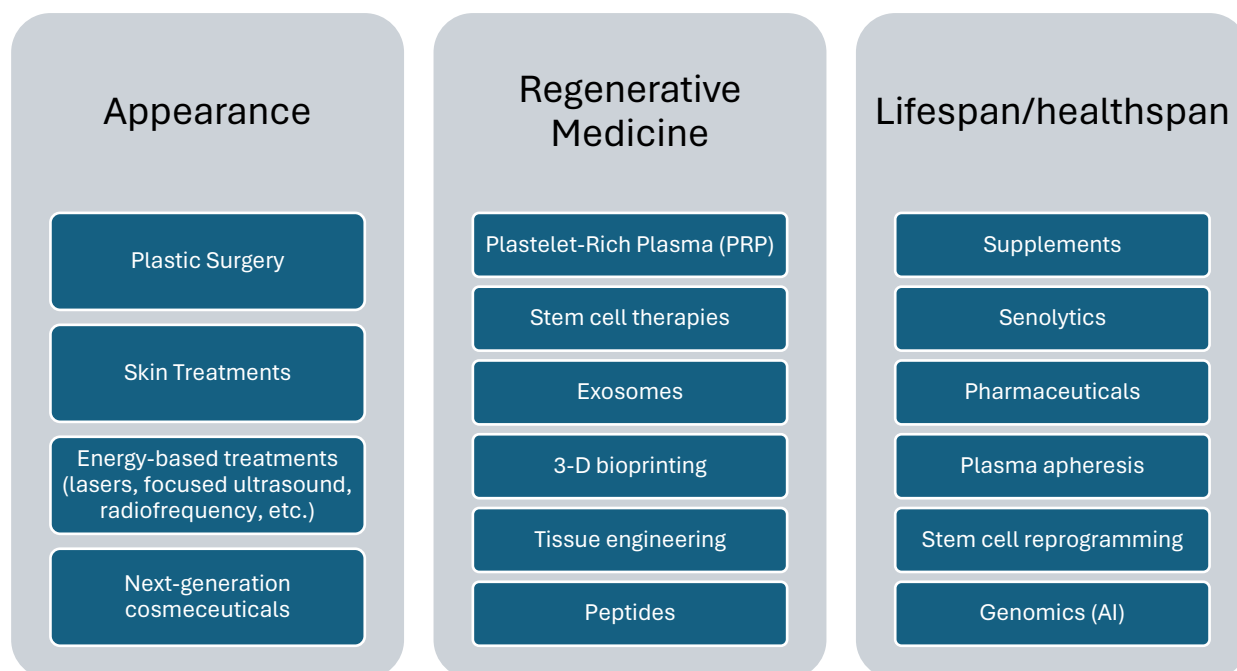 Appearance
Plastic Surgery
Skin Treatments
Energy-based treatments
(lasers, focused ultrasound,
radiofrequency, etc.)
Next-generation
cosmeceuticals
Regenerative
Medicine
Plastelet-Rich Plasma (PRP)
Stem cell therapies
Exosomes
3-D bioprinting
Tissue engineering
Peptides
Lifespan/healthspan
Supplements
Senolytics
Pharmaceuticals
Plasma apheresis
Stem cell reprogramming
Genomics (AI)